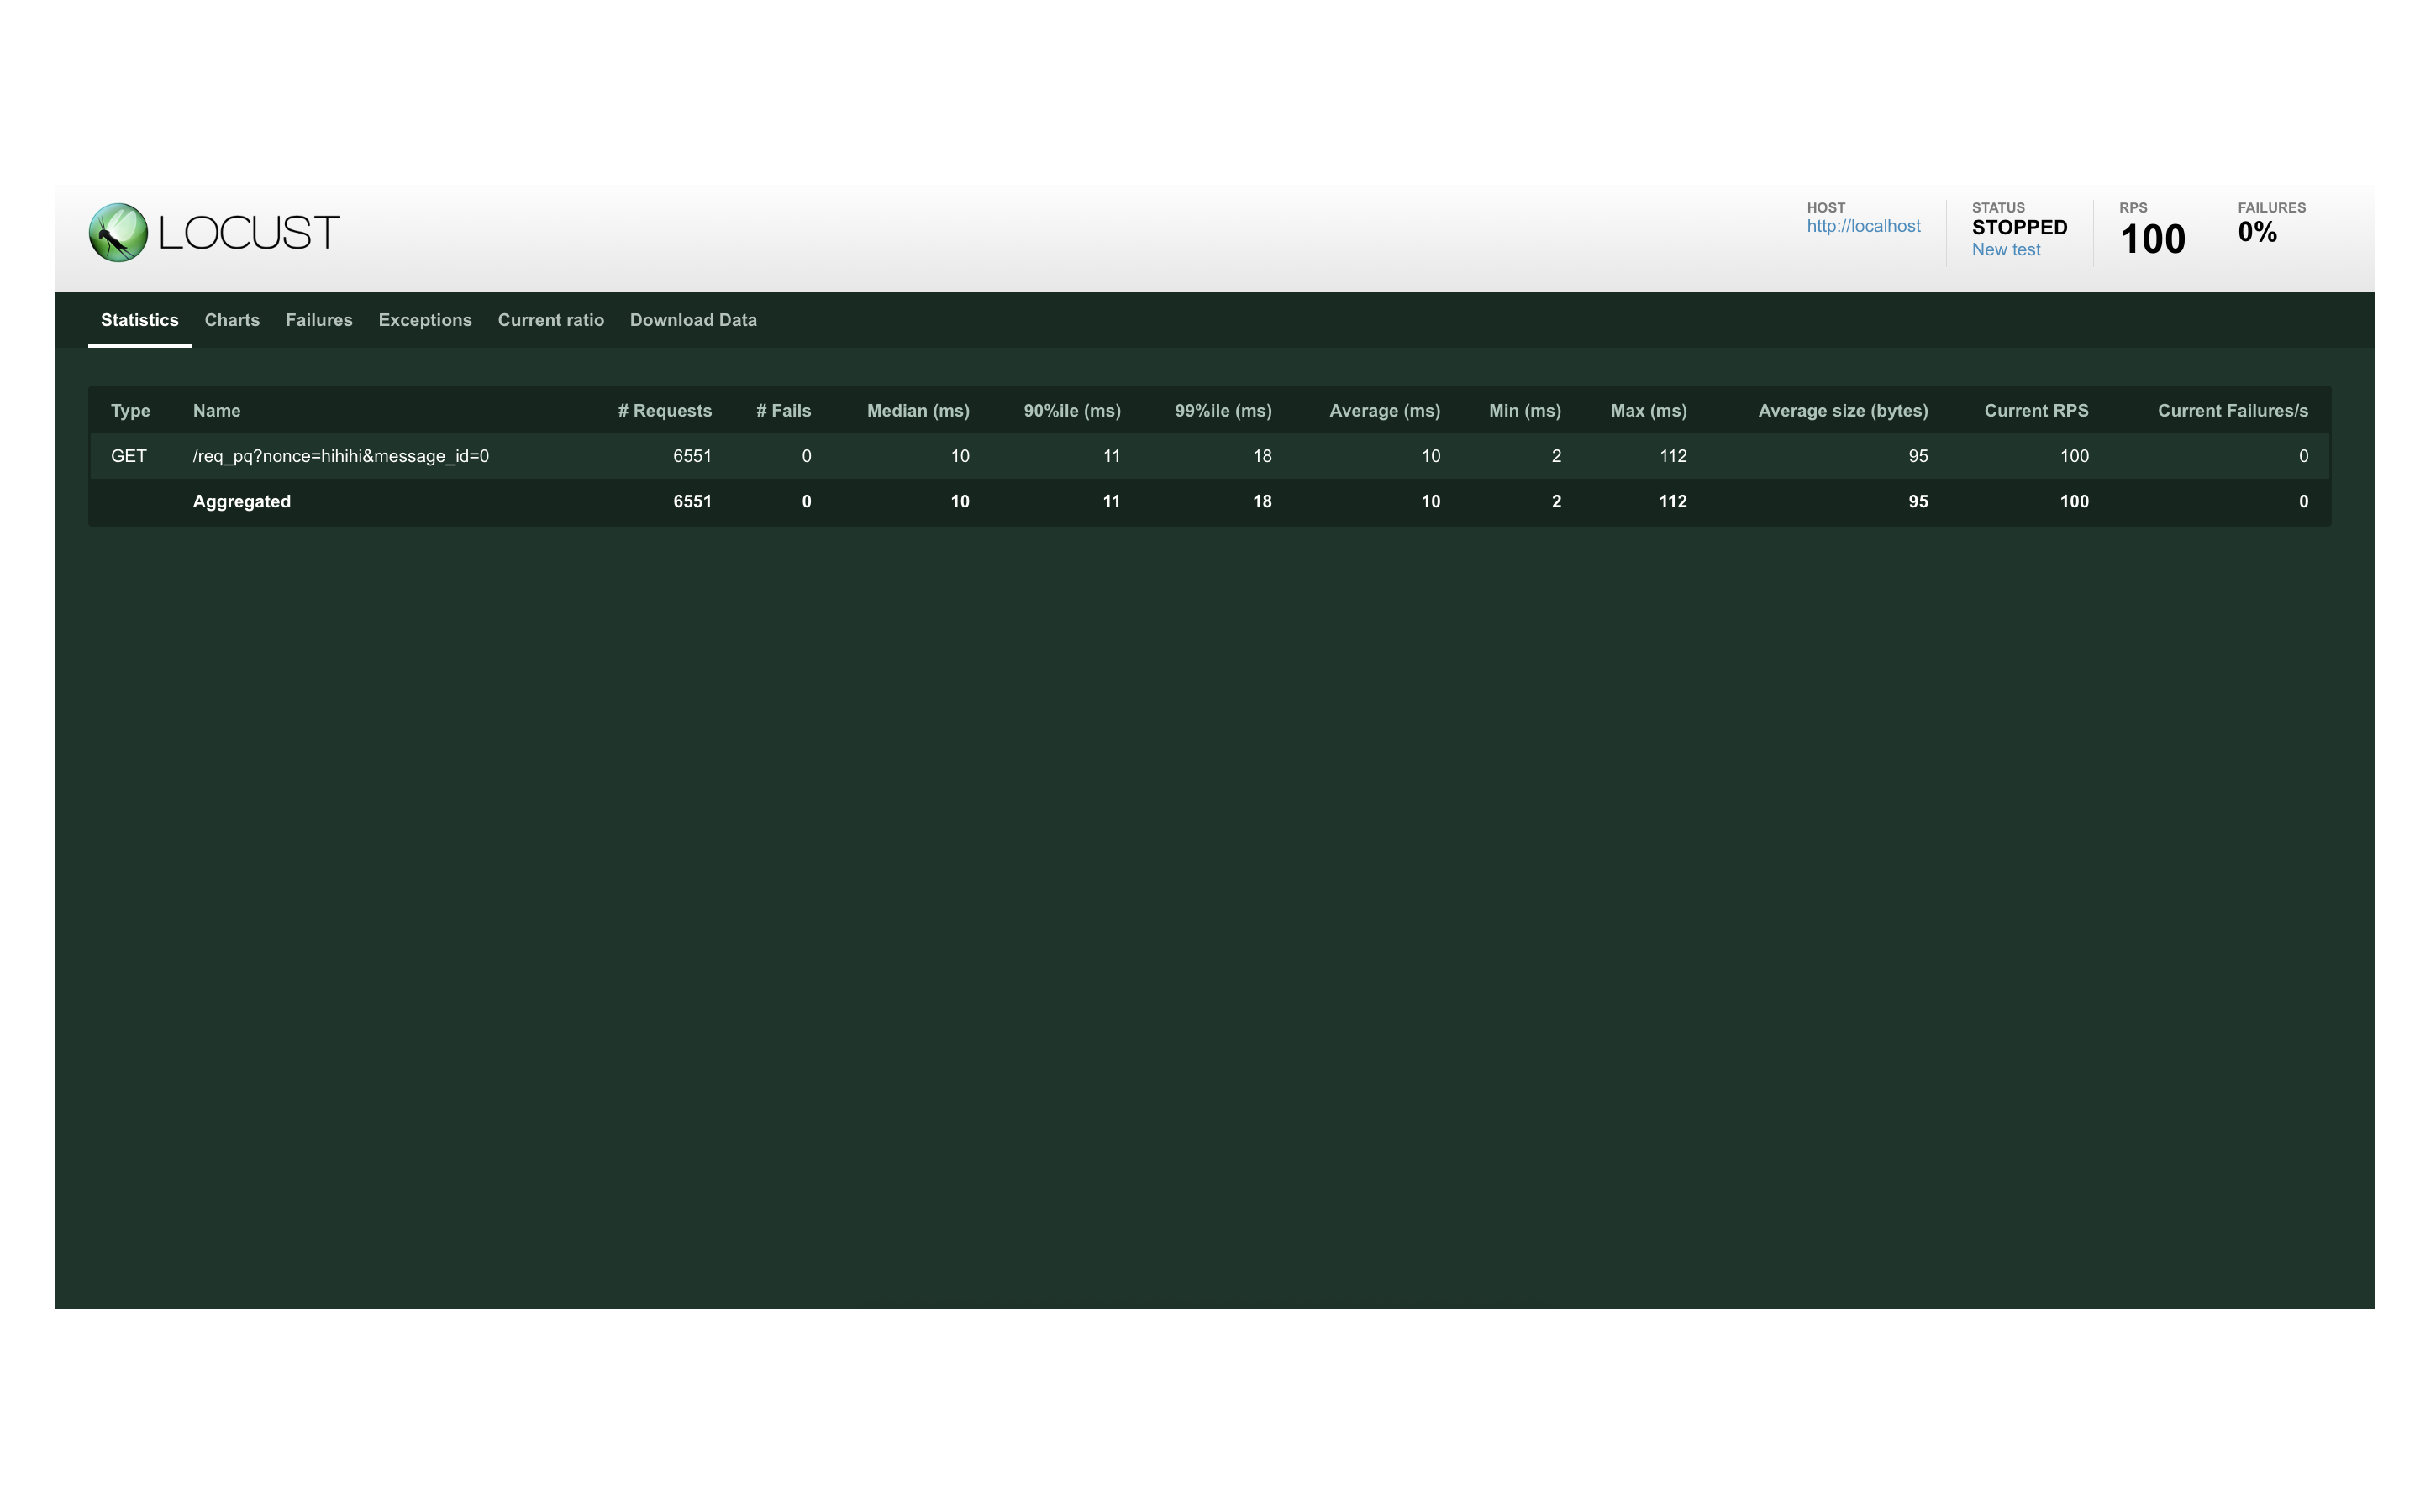 LOCUST
HOST
http://localhost
STATUS
STOPPED
New test
RPS
100
FAILURES
0%
Statistics Charts Failures Exceptions Current ratio Download Data
Type Name # Requests # Fails Median (ms) 90%ile (ms) 99%ile (ms) Average (ms) Min (ms) Max (ms) Average size (bytes) Current RPS Current Failures/s
GET /req_pq?nonce=hihihi&message_id=0 6551 0 10 11 18 10 2 112 95 100 0
Aggregated 6551 0 10 11 18 10 2 112 95 100 0